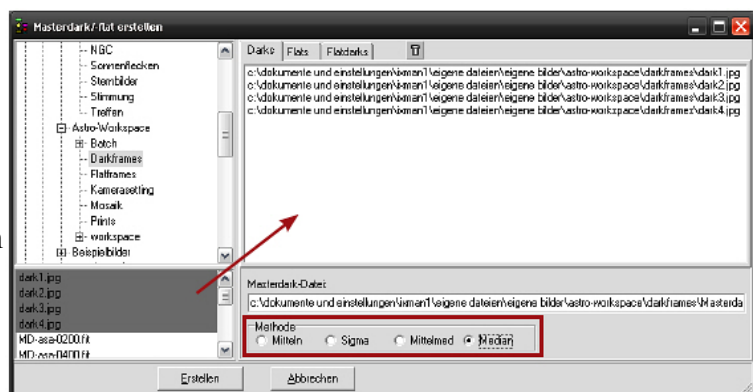 Masterdark/-flat erstellen
NGC
Sonnenflecken
Sternbilder
Stimmung
Treffen
Astro-Workspace
Batch
Darkframes
Flatframes
Kamerasetting
Mosaik
Prints
workspace
Beispielbilder
dark1.jpg
dark2.jpg
dark3.jpg
dark4.jpg
MD-asa-0200.fit
MD-asa-0400.fit
Darks Flats Flatdarks
c:\dokumente und einstellungen\ixman1\eigene dateien\eigene bilder\astro-workspace\darkframes\dark1.jpg
c:\dokumente und einstellungen\ixman1\eigene dateien\eigene bilder\astro-workspace\darkframes\dark2.jpg
c:\dokumente und einstellungen\ixman1\eigene dateien\eigene bilder\astro-workspace\darkframes\dark3.jpg
c:\dokumente und einstellungen\ixman1\eigene dateien\eigene bilder\astro-workspace\darkframes\dark4.jpg
Masterdark-Datei:
c:\dokumente und einstellungen\ixman1\eigene dateien\eigene bilder\astro-workspace\darkframes\Masterda
Methode
Mitteln Sigma Mittelmed Median
Erstellen Abbrechen